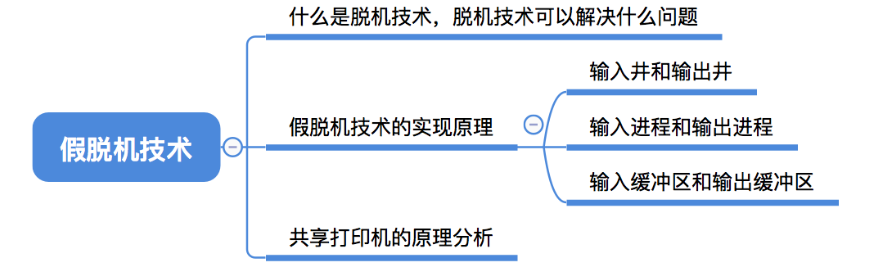 假脱机技术
什么是脱机技术，脱机技术可以解决什么问题
假脱机技术的实现原理
输入井和输出井
输入进程和输出进程
输入缓冲区和输出缓冲区
共享打印机的原理分析